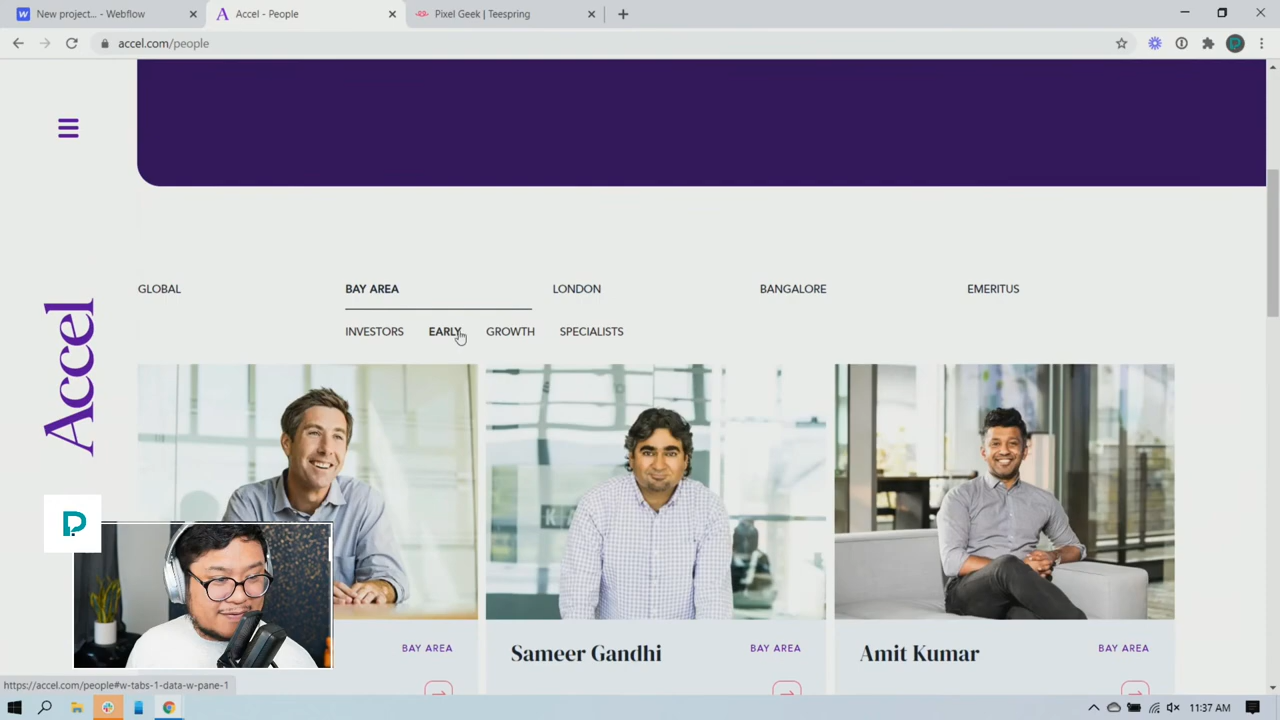 New project... - Webflow
Accel - People
Pixel Geek | Teespring
accel.com/people
GLOBAL
BAY AREA
LONDON
BANGALORE
EMERITUS
INVESTORS
EARLY
GROWTH
SPECIALISTS
Accel
BAY AREA
Sameer Gandhi
BAY AREA
Amit Kumar
BAY AREA
https://accel.com/people#w-tabs-1-data-w-pane-1
11:37 AM